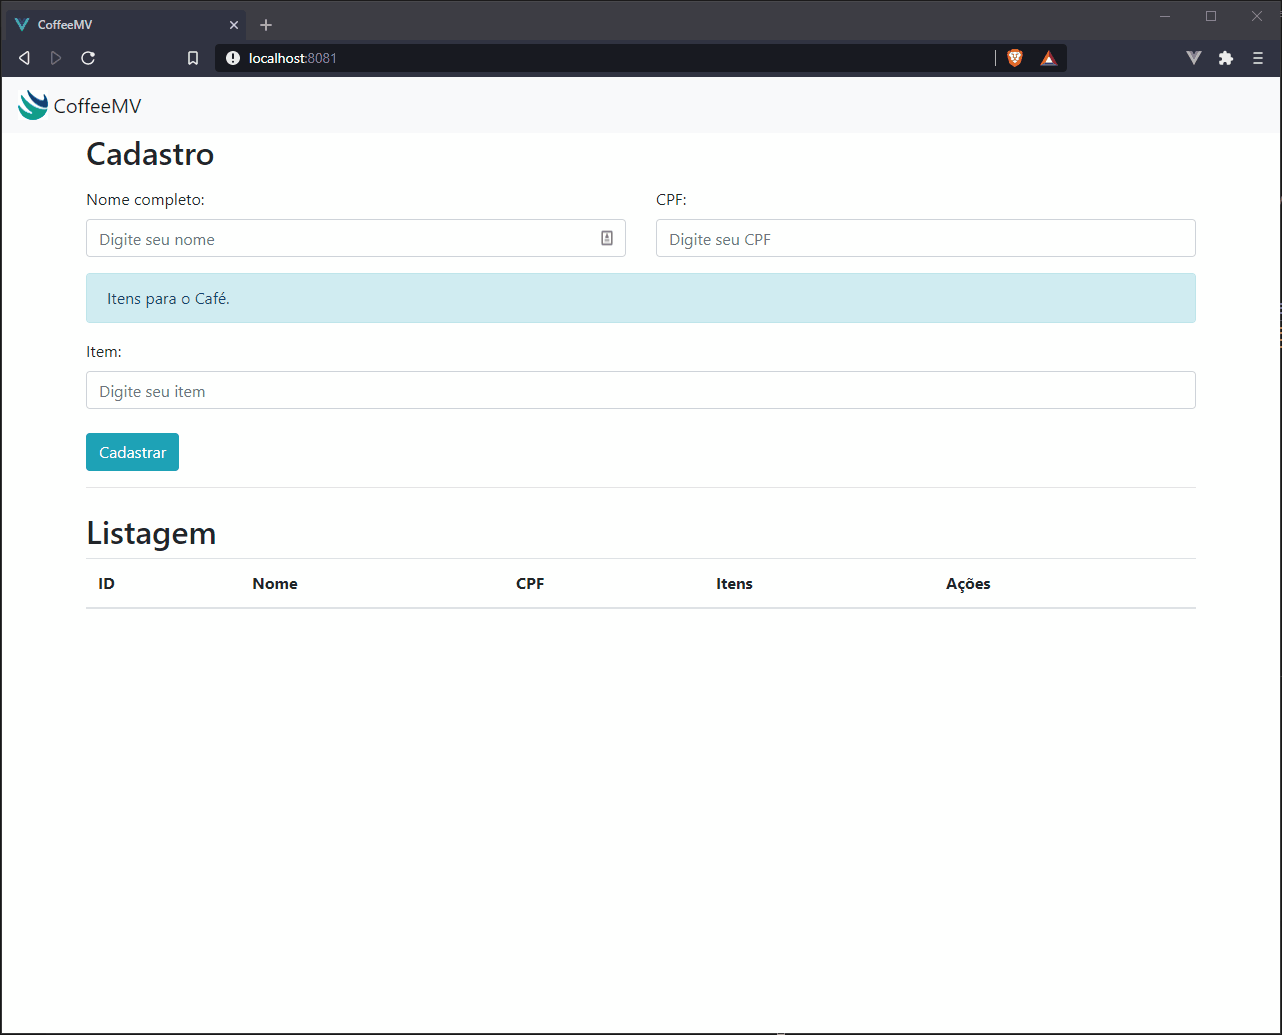 CoffeeMV
localhost:8081
CoffeeMV
Cadastro
Nome completo: CPF:
Digite seu nome Digite seu CPF
Itens para o Café.
Item:
Digite seu item
Cadastrar
Listagem
ID Nome CPF Itens Ações